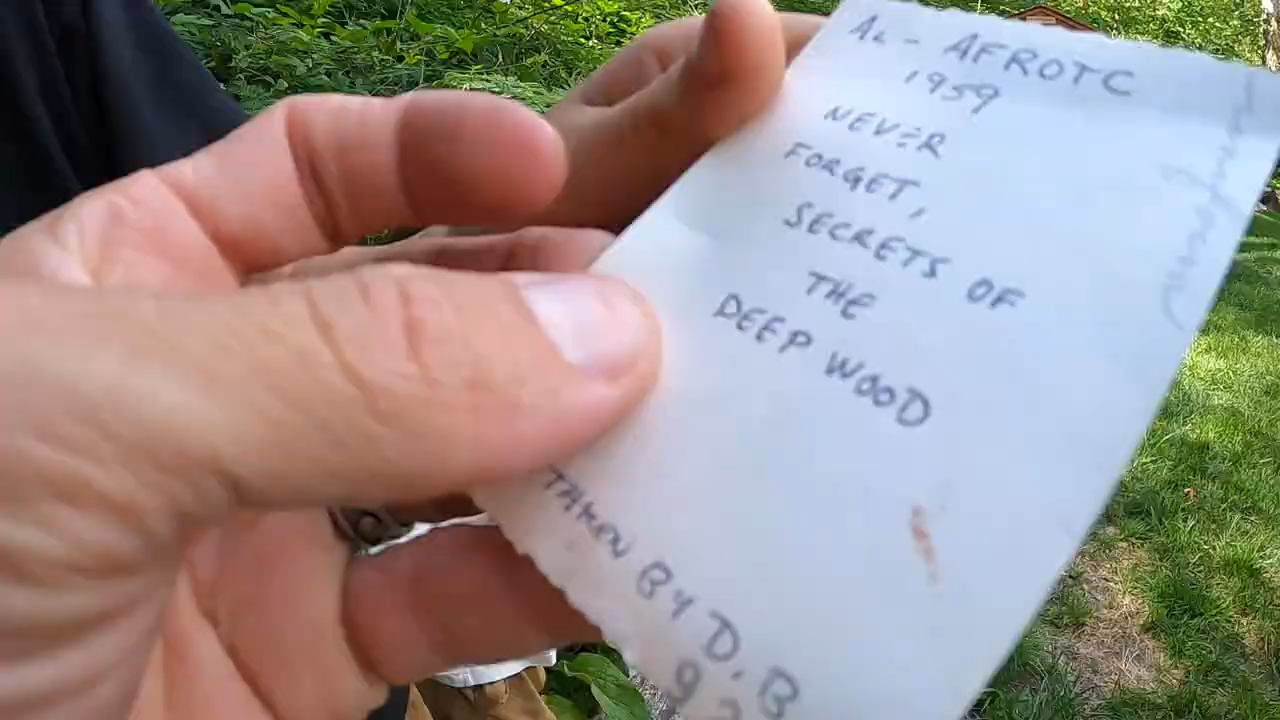 AL - AFROTC
1959
NEVER
FORGET,
SECRETS OF
THE
DEEP WOOD
TAKEN BY D.B